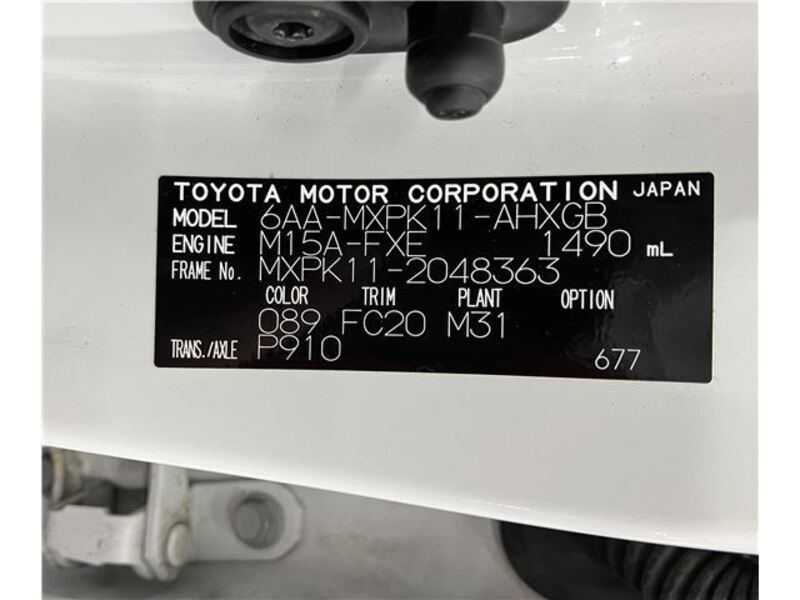 TOYOTA MOTOR CORPORATION JAPAN
MODEL 6AA-MXPK11-AHXGB
ENGINE M15A-FXE 1490 mL
FRAME No. MXPK11-2048363
COLOR TRIM PLANT OPTION
089 FC20 M31
TRANS./AXLE P910
677